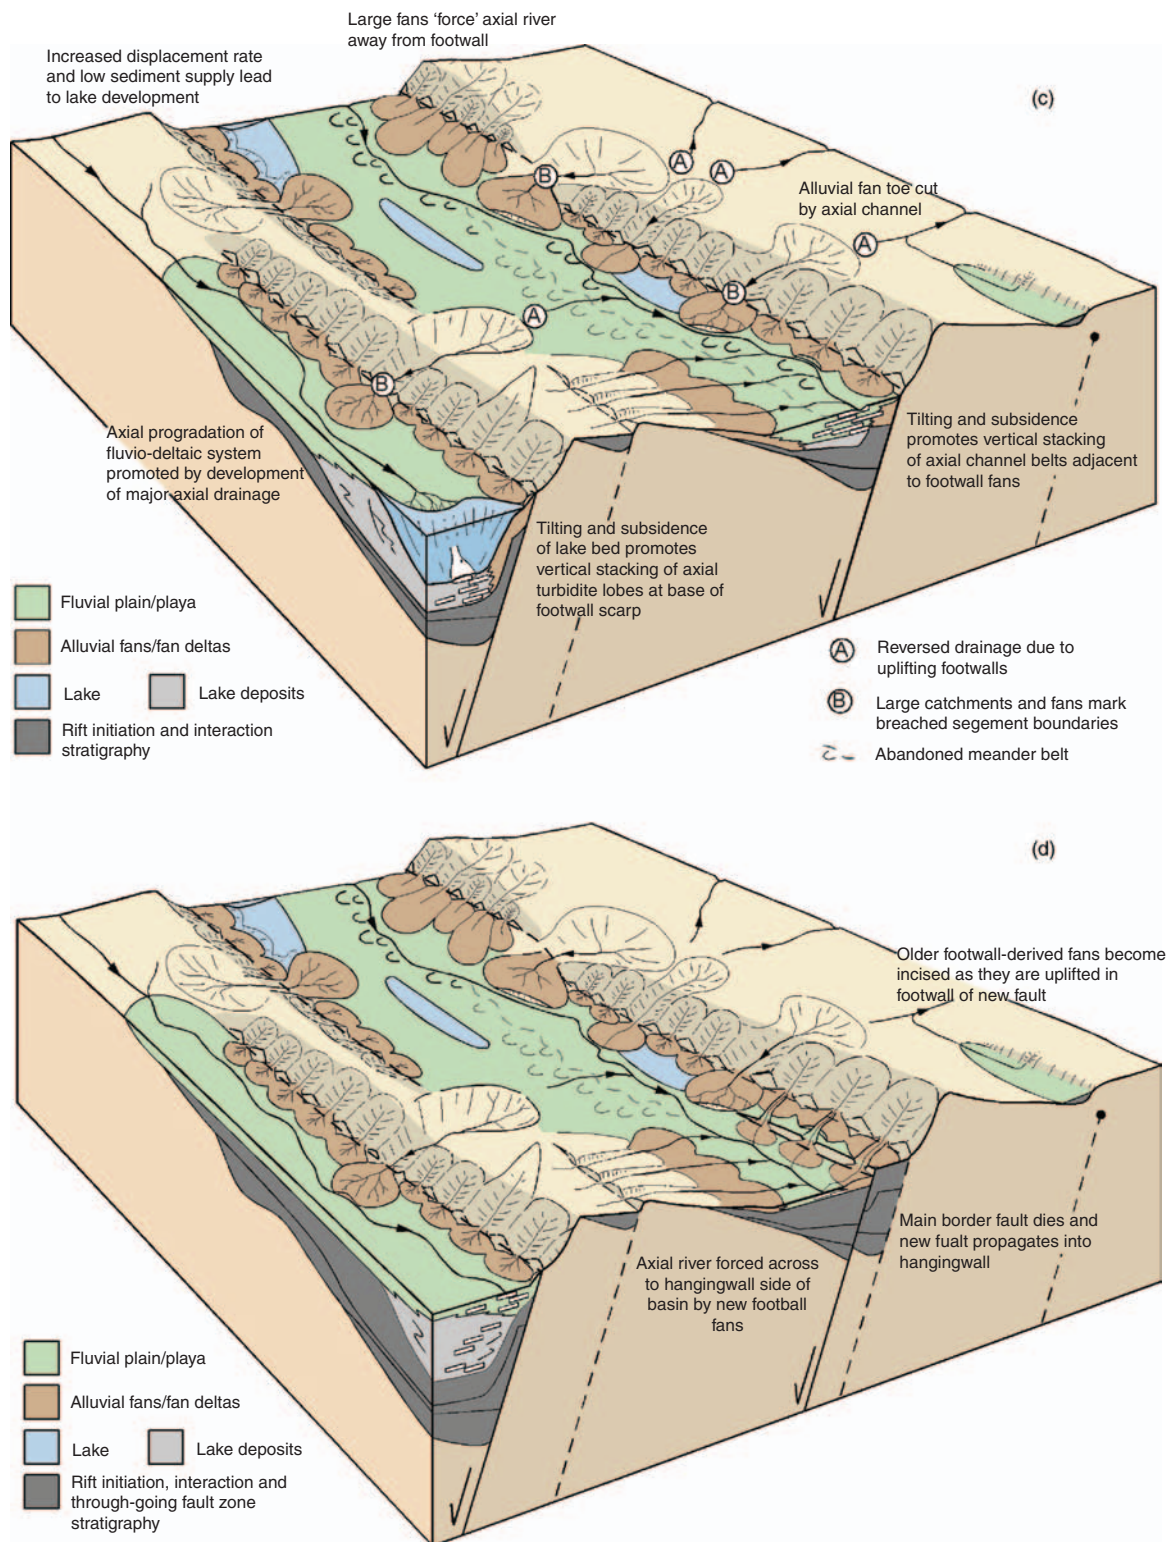 Large fans ‘force’ axial river
away from footwall
Increased displacement rate
and low sediment supply lead
to lake development
(c)
A
A
B
Alluvial fan toe cut
by axial channel
A
B
A
B
Axial progradation of
fluvio-deltaic system
promoted by development
of major axial drainage
Tilting and subsidence
promotes vertical stacking
of axial channel belts adjacent
to footwall fans
Tilting and subsidence
of lake bed promotes
vertical stacking of axial
turbidite lobes at base of
footwall scarp
Fluvial plain/playa
Alluvial fans/fan deltas
Lake
Lake deposits
Rift initiation and interaction
stratigraphy
A
Reversed drainage due to
uplifting footwalls
B
Large catchments and fans mark
breached segement boundaries
Abandoned meander belt
(d)
Older footwall-derived fans become
incised as they are uplifted in
footwall of new fault
Main border fault dies and
new fualt propagates into
hangingwall
Axial river forced across
to hangingwall side of
basin by new football
fans
Fluvial plain/playa
Alluvial fans/fan deltas
Lake
Lake deposits
Rift initiation, interaction and
through-going fault zone
stratigraphy